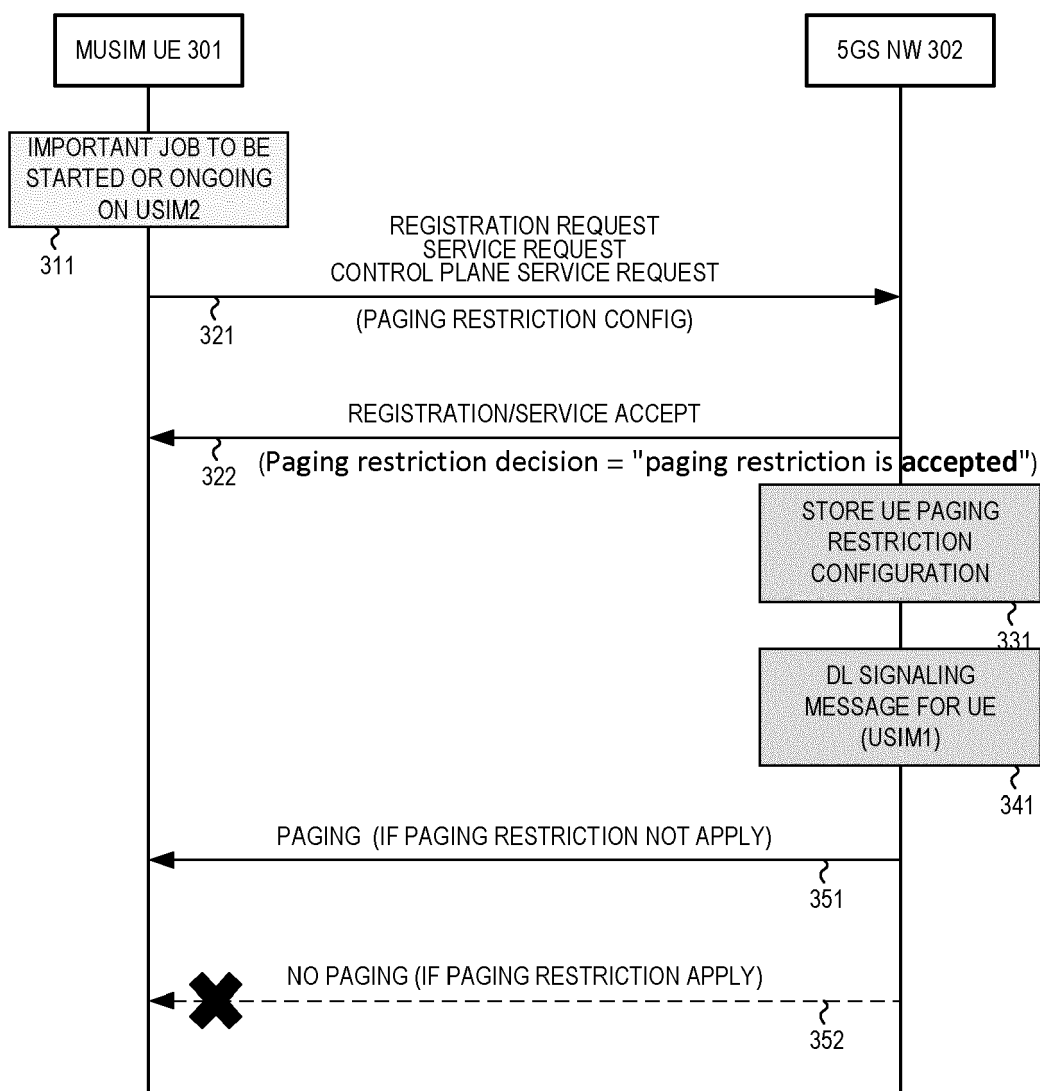 MUSIM UE 301
5GS NW 302
IMPORTANT JOB TO BE
STARTED OR ONGOING
ON USIM2
311
REGISTRATION REQUEST
SERVICE REQUEST
CONTROL PLANE SERVICE REQUEST
321
(PAGING RESTRICTION CONFIG)
REGISTRATION/SERVICE ACCEPT
322
(Paging restriction decision = "paging restriction is accepted")
STORE UE PAGING
RESTRICTION
CONFIGURATION
331
DL SIGNALING
MESSAGE FOR UE
(USIM1)
341
PAGING (IF PAGING RESTRICTION NOT APPLY)
351
NO PAGING (IF PAGING RESTRICTION APPLY)
352